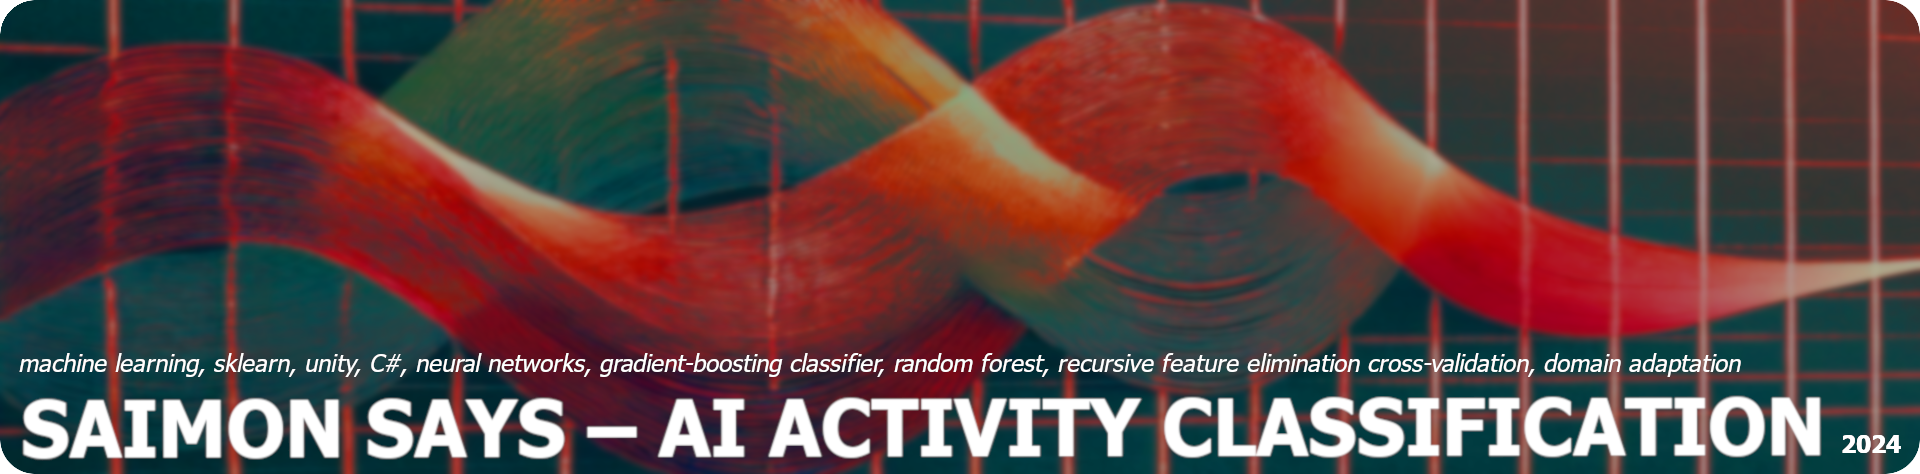 machine learning, sklearn, unity, C#, neural networks, gradient-boosting classifier, random forest, recursive feature elimination cross-validation, domain adaptation
SAIMON SAYS – AI ACTIVITY CLASSIFICATION 2024